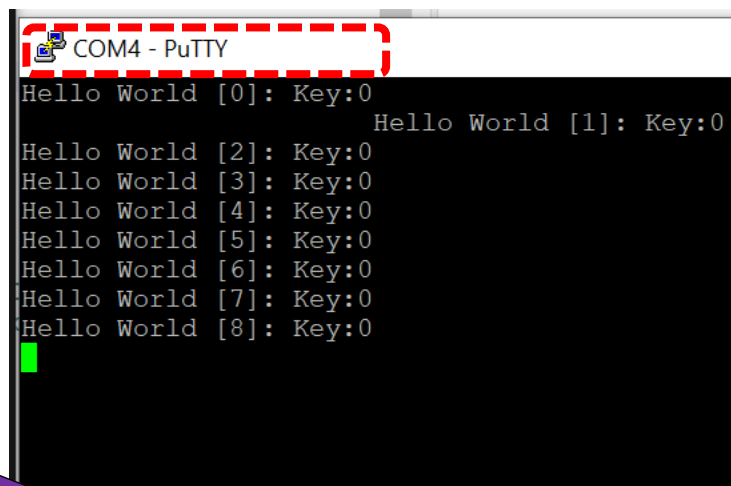 COM4 - PuTTY
Hello World [0]: Key:0
Hello World [1]: Key:0
Hello World [2]: Key:0
Hello World [3]: Key:0
Hello World [4]: Key:0
Hello World [5]: Key:0
Hello World [6]: Key:0
Hello World [7]: Key:0
Hello World [8]: Key:0